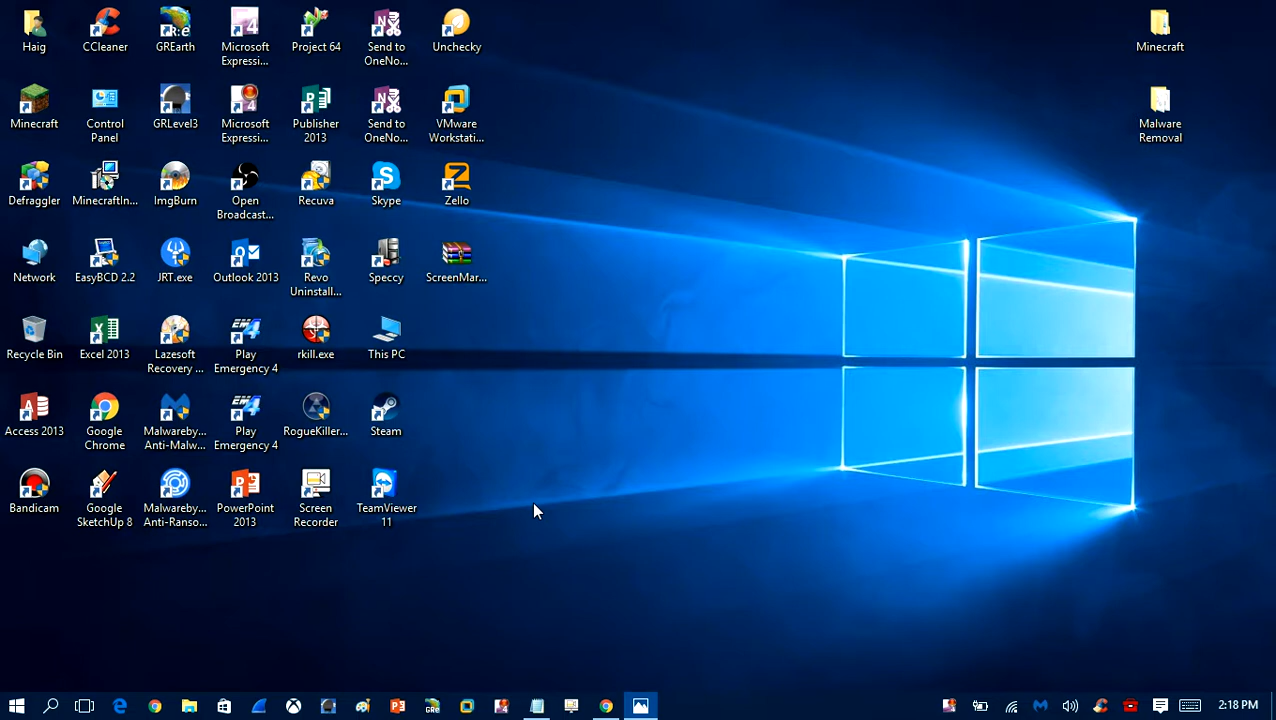 Haig
CCleaner
GREarth
Microsoft
Expressi...
Project 64
Send to
OneNo...
Unchecky
Minecraft
Minecraft
Control
Panel
GRLevel3
Microsoft
Expressi...
Publisher
2013
Send to
OneNo...
VMware
Workstati...
Malware
Removal
Defraggler
MinecraftIn...
ImgBurn
Open
Broadcast...
Recuva
Skype
Zello
Network
EasyBCD 2.2
JRT.exe
Outlook 2013
Revo
Uninstall...
Speccy
ScreenMar...
Recycle Bin
Excel 2013
Lazesoft
Recovery ...
Play
Emergency 4
rkill.exe
This PC
Access 2013
Google
Chrome
Malwareby...
Anti-Malw...
Play
Emergency 4
RogueKiller...
Steam
Bandicam
Google
SketchUp 8
Malwareby...
Anti-Ranso...
PowerPoint
2013
Screen
Recorder
TeamViewer
11
2:18 PM